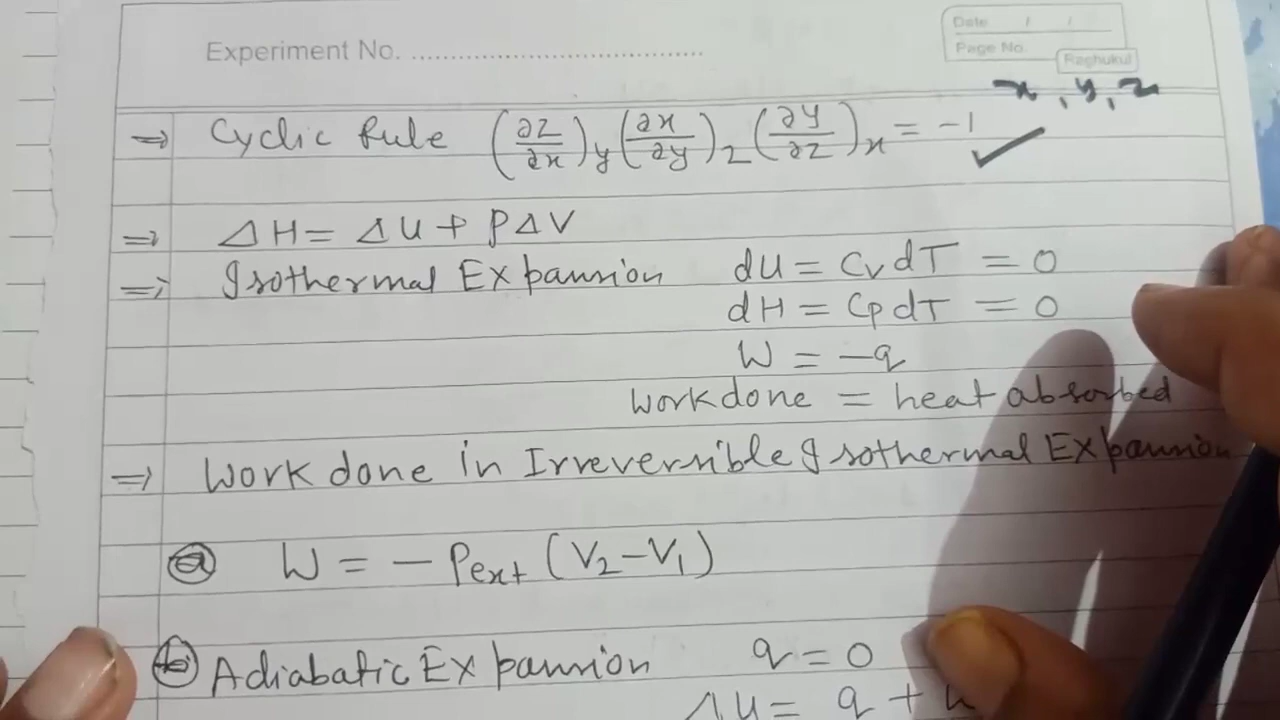 Experiment No. ........................................
Date / /
Page No.
Raghukul
x, y, z
⇒ Cyclic Rule (∂z/∂x)y (∂x/∂y)z (∂y/∂z)x = -1 ✓
⇒ ΔH = ΔU + PΔV
⇒ Isothermal Expansion dU = CvdT = 0
dH = CpdT = 0
W = -q
Work done = heat absorbed
⇒ Work done in Irreversible Isothermal Expansion
ⓐ W = - Pext (V₂-V₁)
ⓑ Adiabatic Expansion q = 0
ΔU = q +